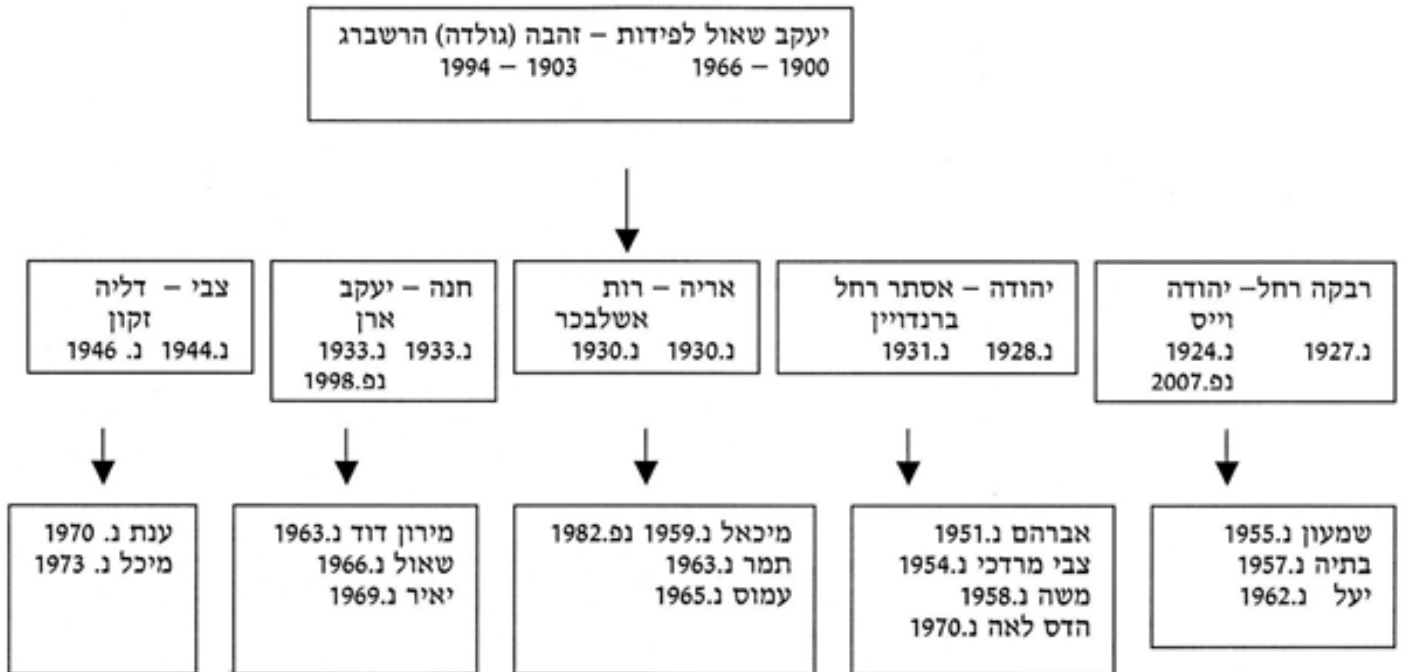 יעקב שאול לפידות – זהבה (גולדה) הרשברג
1900 – 1966 1903 – 1994
רבקה רחל– יהודה
וייס
נ.1927 נ.1924
נפ.2007
יהודה – אסתר רחל
ברנדויין
נ.1928 נ.1931
אריה – רות
אשלבכר
נ.1930 נ.1930
חנה – יעקב
ארן
נ.1933 נ.1933
נפ.1998
צבי – דליה
זקון
נ.1944 נ. 1946
שמעון נ.1955
בתיה נ.1957
יעל נ.1962
אברהם נ.1951
צבי מרדכי נ.1954
משה נ.1958
הדס לאה נ.1970
מיכאל נ.1959 נפ.1982
תמר נ.1963
עמוס נ.1965
מירון דוד נ.1963
שאול נ.1966
יאיר נ.1969
ענת נ. 1970
מיכל נ. 1973